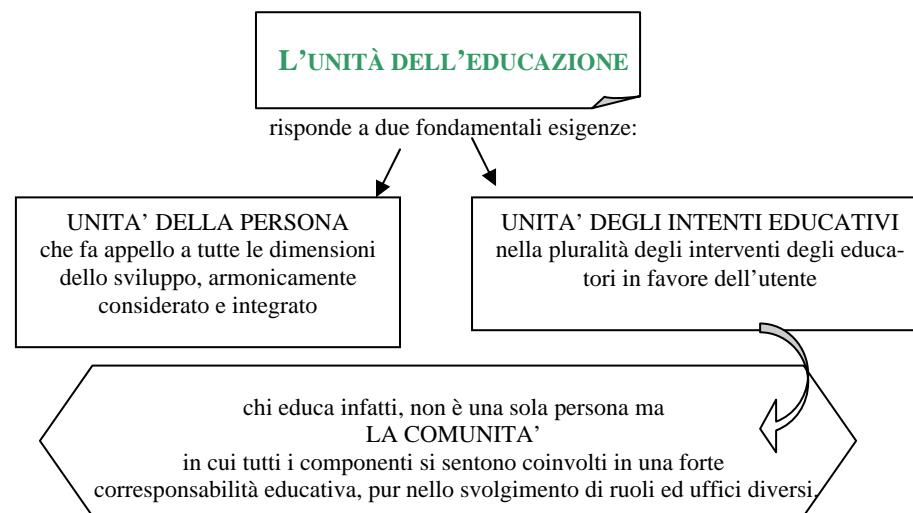 L’UNITÀ DELL’EDUCAZIONE
risponde a due fondamentali esigenze:
UNITA’ DELLA PERSONA
che fa appello a tutte le dimensioni
dello sviluppo, armonicamente
considerato e integrato
UNITA’ DEGLI INTENTI EDUCATIVI
nella pluralità degli interventi degli educa-
tori in favore dell’utente
chi educa infatti, non è una sola persona ma
LA COMUNITA’
in cui tutti i componenti si sentono coinvolti in una forte
corresponsabilità educativa, pur nello svolgimento di ruoli ed uffici diversi.